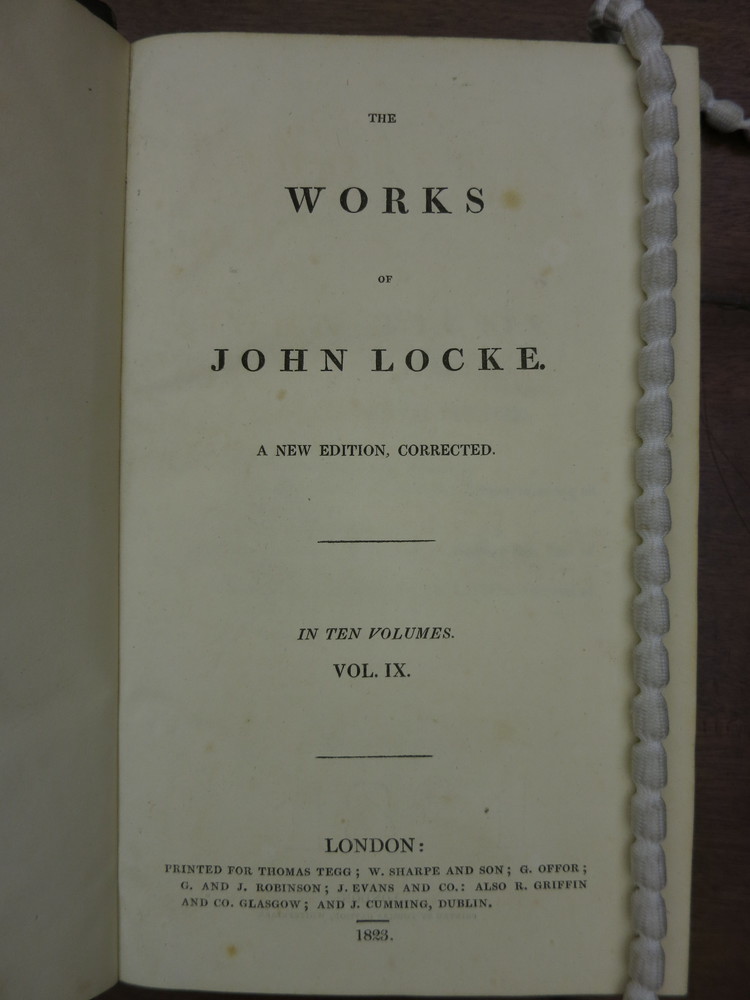 THE
WORKS
OF
JOHN LOCKE.
A NEW EDITION, CORRECTED.
IN TEN VOLUMES.
VOL. IX.
LONDON:
PRINTED FOR THOMAS TEGG; W. SHARPE AND SON; G. OFFOR;
G. AND J. ROBINSON; J. EVANS AND CO.: ALSO R. GRIFFIN
AND CO. GLASGOW; AND J. CUMMING, DUBLIN.
1823.